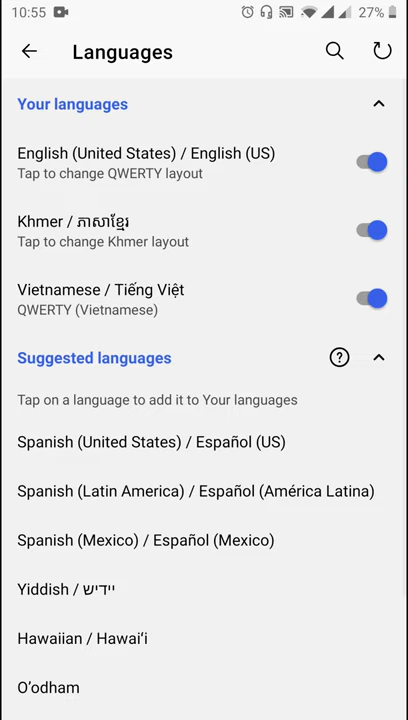 10:55
27%
Languages
Your languages
English (United States) / English (US)
Tap to change QWERTY layout
Khmer / ភាសាខ្មែរ
Tap to change Khmer layout
Vietnamese / Tiếng Việt
QWERTY (Vietnamese)
Suggested languages
?
Tap on a language to add it to Your languages
Spanish (United States) / Español (US)
Spanish (Latin America) / Español (América Latina)
Spanish (Mexico) / Español (Mexico)
Yiddish / ייִדיש
Hawaiian / Hawaiʻi
O’odham